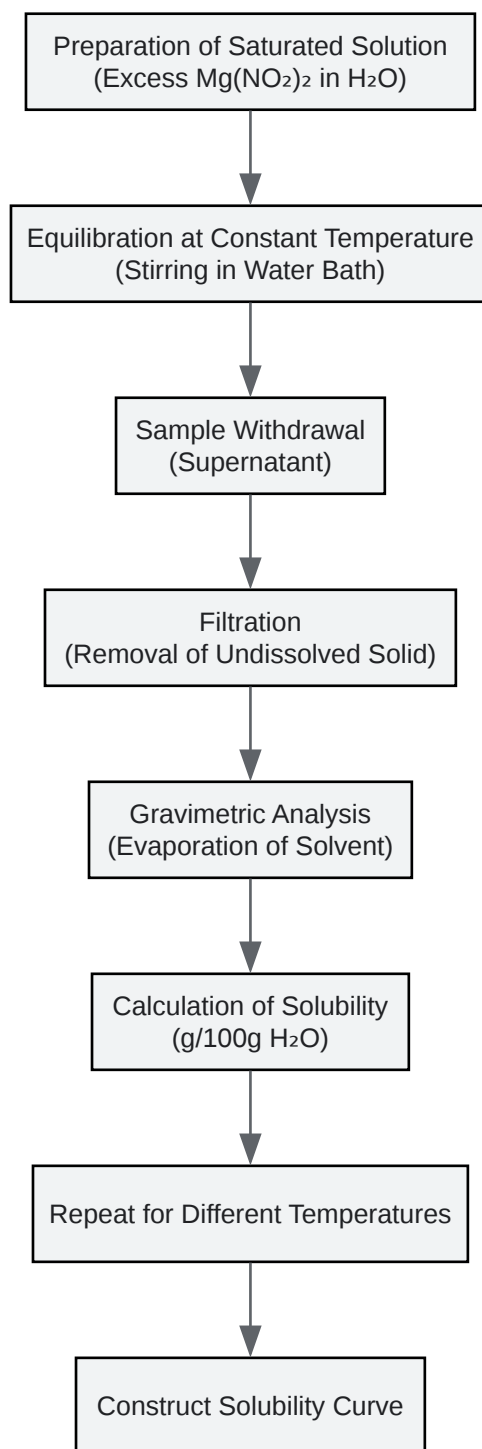 Preparation of Saturated Solution
(Excess Mg(NO₂)₂ in H₂O)
Equilibration at Constant Temperature
(Stirring in Water Bath)
Sample Withdrawal
(Supernatant)
Filtration
(Removal of Undissolved Solid)
Gravimetric Analysis
(Evaporation of Solvent)
Calculation of Solubility
(g/100g H₂O)
Repeat for Different Temperatures
Construct Solubility Curve